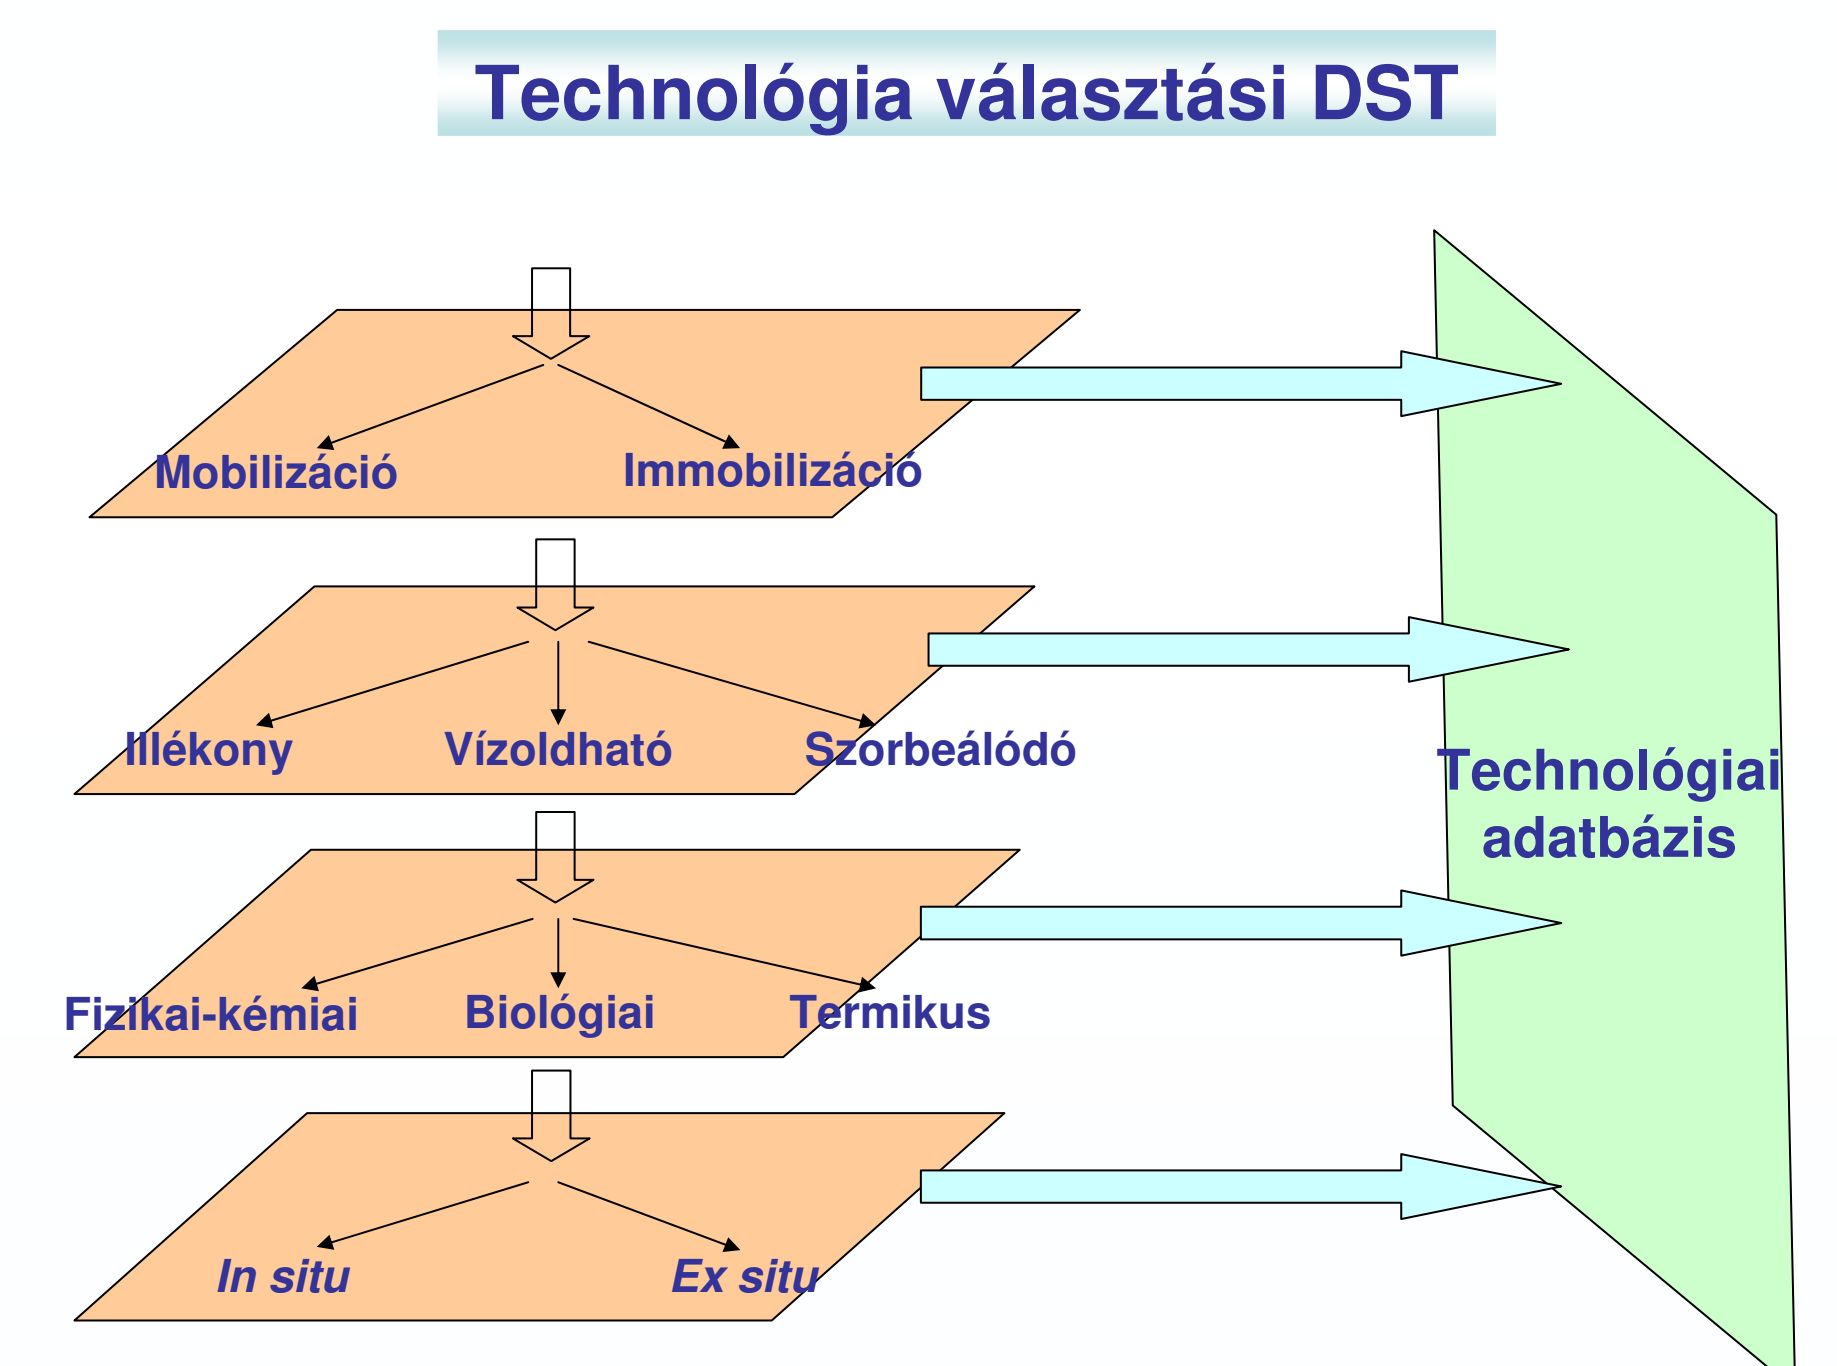 Technológia választási DST
Mobilizáció
Immobilizáció
Illékony
Vízoldható
Szorbeálódó
Technológiai
adatbázis
Fizikai-kémiai
Biológiai
Termikus
In situ
Ex situ